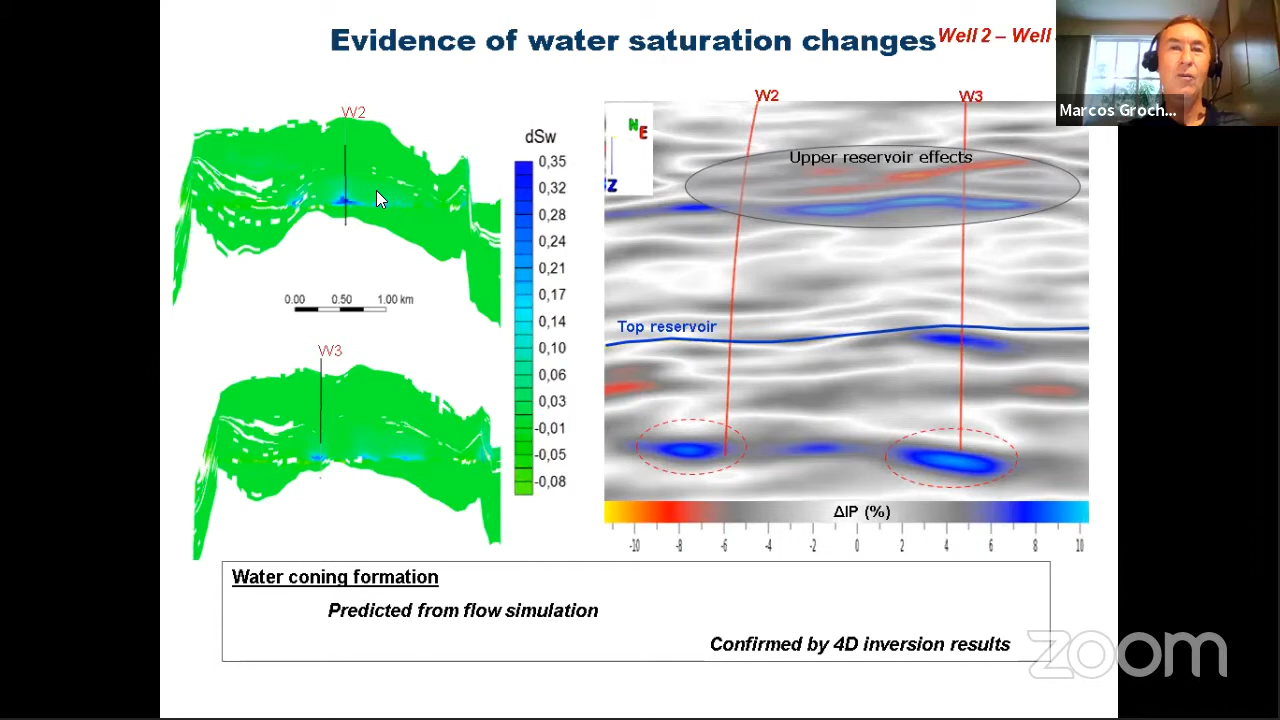 Evidence of water saturation changes
Well 2 – Well
Marcos Groch...
W2
dSw
0,35
0,32
0,28
0,24
0,21
0,17
0,14
0,10
0,06
0,03
-0,01
-0,05
-0,08
0.00 0.50 1.00 km
W3
W2
W3
N
E
Z
Upper reservoir effects
Top reservoir
ΔIP (%)
-10 -8 -6 -4 -2 0 2 4 6 8 10
Water coning formation
Predicted from flow simulation
Confirmed by 4D inversion results
zoom